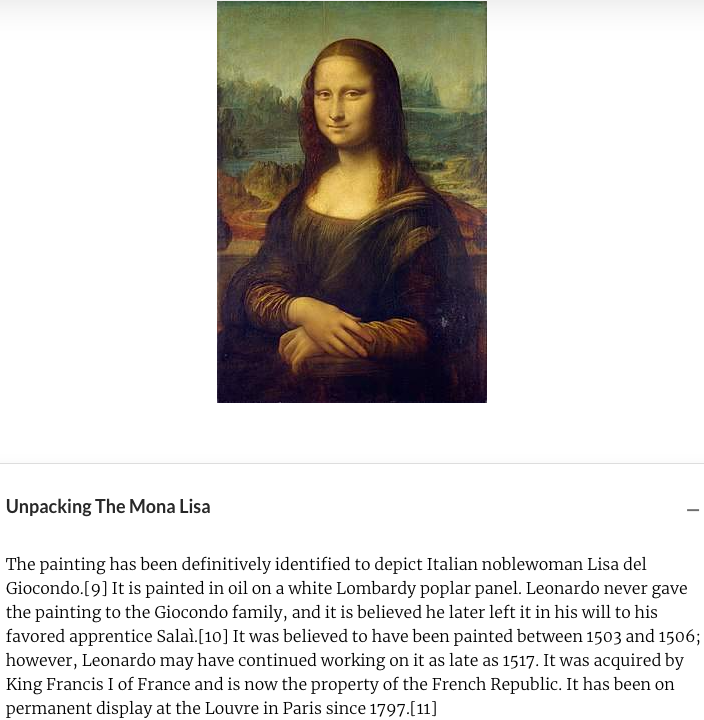 Unpacking The Mona Lisa
The painting has been definitively identified to depict Italian noblewoman Lisa del
Giocondo.[9] It is painted in oil on a white Lombardy poplar panel. Leonardo never gave
the painting to the Giocondo family, and it is believed he later left it in his will to his
favored apprentice Salaì.[10] It was believed to have been painted between 1503 and 1506;
however, Leonardo may have continued working on it as late as 1517. It was acquired by
King Francis I of France and is now the property of the French Republic. It has been on
permanent display at the Louvre in Paris since 1797.[11]